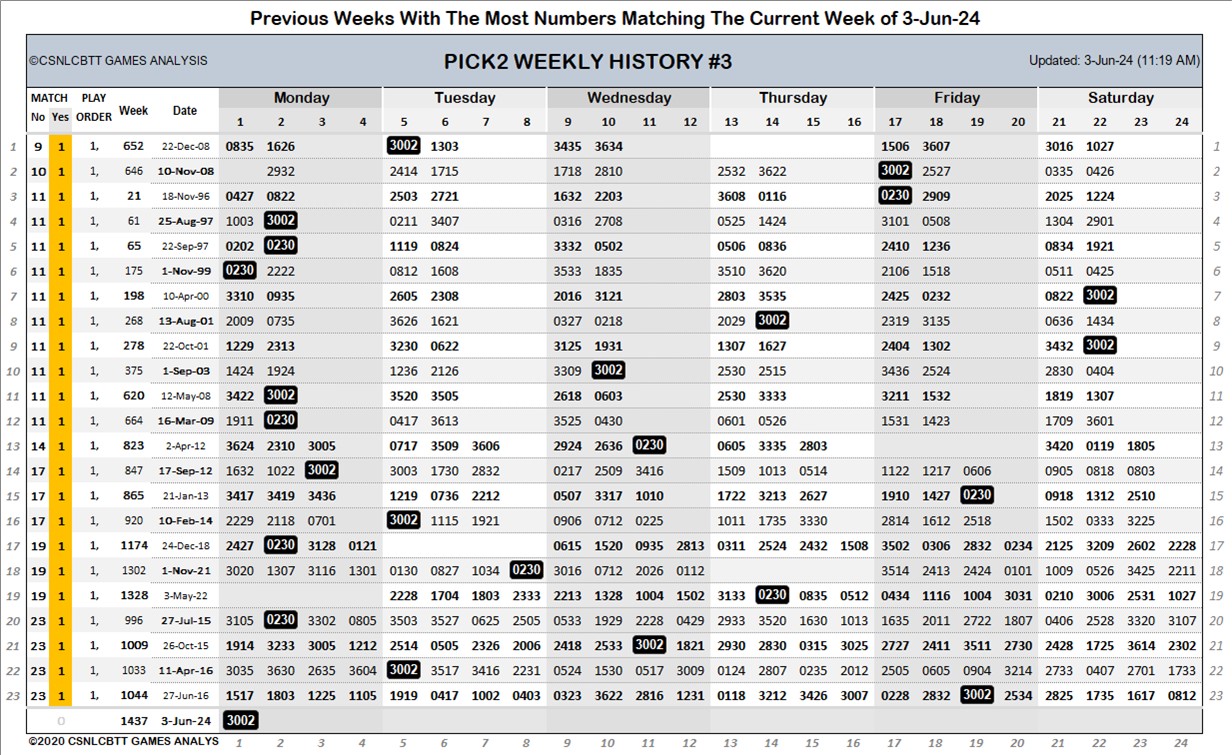 Previous Weeks With The Most Numbers Matching The Current Week of 3-Jun-24
©CSNLCBTT GAMES ANALYSIS PICK2 WEEKLY HISTORY #3 Updated: 3-Jun-24 (11:19 AM)
MATCH PLAY Week Date Monday Tuesday Wednesday Thursday Friday Saturday
No Yes ORDER 1 2 3 4 5 6 7 8 9 10 11 12 13 14 15 16 17 18 19 20 21 22 23 24
1 9 1 1, 652 22-Dec-08 0835 1626 3002 1303 3435 3634 1506 3607 3016 1027 1
2 10 1 1, 646 10-Nov-08 2932 2414 1715 1718 2810 2532 3622 3002 2527 0335 0426 2
3 11 1 1, 21 18-Nov-96 0427 0822 2503 2721 1632 2203 3608 0116 0230 2909 2025 1224 3
4 11 1 1, 61 25-Aug-97 1003 3002 0211 3407 0316 2708 0525 1424 3101 0508 1304 2901 4
5 11 1 1, 65 22-Sep-97 0202 0230 1119 0824 3332 0502 0506 0836 2410 1236 0834 1921 5
6 11 1 1, 175 1-Nov-99 0230 2222 0812 1608 3533 1835 3510 3620 2106 1518 0511 0425 6
7 11 1 1, 198 10-Apr-00 3310 0935 2605 2308 2016 3121 2803 3535 2425 0232 0822 3002 7
8 11 1 1, 268 13-Aug-01 2009 0735 3626 1621 0327 0218 2029 3002 2319 3135 0636 1434 8
9 11 1 1, 278 22-Oct-01 1229 2313 3230 0622 3125 1931 1307 1627 2404 1302 3432 3002 9
10 11 1 1, 375 1-Sep-03 1424 1924 1236 2126 3309 3002 2530 2515 3436 2524 2830 0404 10
11 11 1 1, 620 12-May-08 3422 3002 3520 3505 2618 0603 2530 3333 3211 1532 1819 1307 11
12 11 1 1, 664 16-Mar-09 1911 0230 0417 3613 3525 0430 0601 0526 1531 1423 1709 3601 12
13 14 1 1, 823 2-Apr-12 3624 2310 3005 0717 3509 3606 2924 2636 0230 0605 3335 2803 3420 0119 1805 13
14 17 1 1, 847 17-Sep-12 1632 1022 3002 3003 1730 2832 0217 2509 3416 1509 1013 0514 1122 1217 0606 0905 0818 0803 14
15 17 1 1, 865 21-Jan-13 3417 3419 3436 1219 0736 2212 0507 3317 1010 1722 3213 2627 1910 1427 0230 0918 1312 2510 15
16 17 1 1, 920 10-Feb-14 2229 2118 0701 3002 1115 1921 0906 0712 0225 1011 1735 3330 2814 1612 2518 1502 0333 3225 16
17 19 1 1, 1174 24-Dec-18 2427 0230 3128 0121 0615 1520 0935 2813 0311 2524 2432 1508 3502 0306 2832 0234 2125 3209 2602 2228 17
18 19 1 1, 1302 1-Nov-21 3020 1307 3116 1301 0130 0827 1034 0230 3016 0712 2026 0112 3514 2413 2424 0101 1009 0526 3425 2211 18
19 19 1 1, 1328 3-May-22 2228 1704 1803 2333 2213 1328 1004 1502 3133 0230 0835 0512 0434 1116 1004 3031 0210 3006 2531 1027 19
20 23 1 1, 996 27-Jul-15 3105 0230 3302 0805 3503 3527 0625 2505 0533 1929 2228 0429 2933 3520 1630 1013 1635 2011 2722 1807 0406 2528 3320 3107 20
21 23 1 1, 1009 26-Oct-15 1914 3233 3005 1212 2514 0505 2326 2006 2418 2533 3002 1821 2930 2830 0315 3025 2727 2411 3511 2730 2428 1725 3614 2302 21
22 23 1 1, 1033 11-Apr-16 3035 3630 2635 3604 3002 3517 3416 2231 0524 1530 0517 3009 0124 2807 0235 2612 2505 0605 0904 3214 2733 0407 2701 1733 22
23 23 1 1, 1044 27-Jun-16 1517 1803 1225 1105 1919 0417 1002 0403 0323 3622 2816 1231 0118 3212 3426 3007 0228 2832 3002 2534 2825 1735 1617 0812 23
0 1437 3-Jun-24 3002
©2020 CSNLCBTT GAMES ANALYS 1 2 3 4 5 6 7 8 9 10 11 12 13 14 15 16 17 18 19 20 21 22 23 24